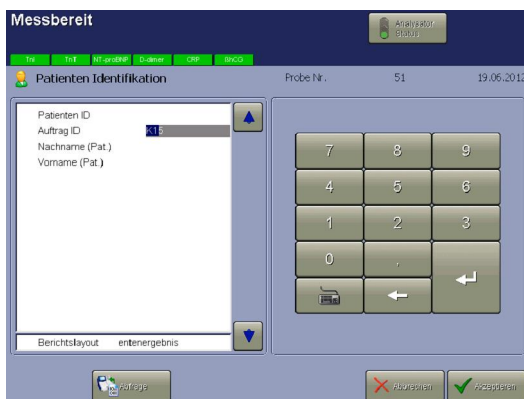 Messbereit
Analysator
Status
TnI TnT NT-proBNP D-dimer CRP BhCG
Patienten Identifikation Probe Nr. 51 19.06.2012
Patienten ID
Auftrag ID K15
Nachname (Pat.)
Vorname (Pat.)
7 8 9
4 5 6
1 2 3
0 .
Berichtslayout entenergebnis
Abfrage Abbrechen Akzeptieren